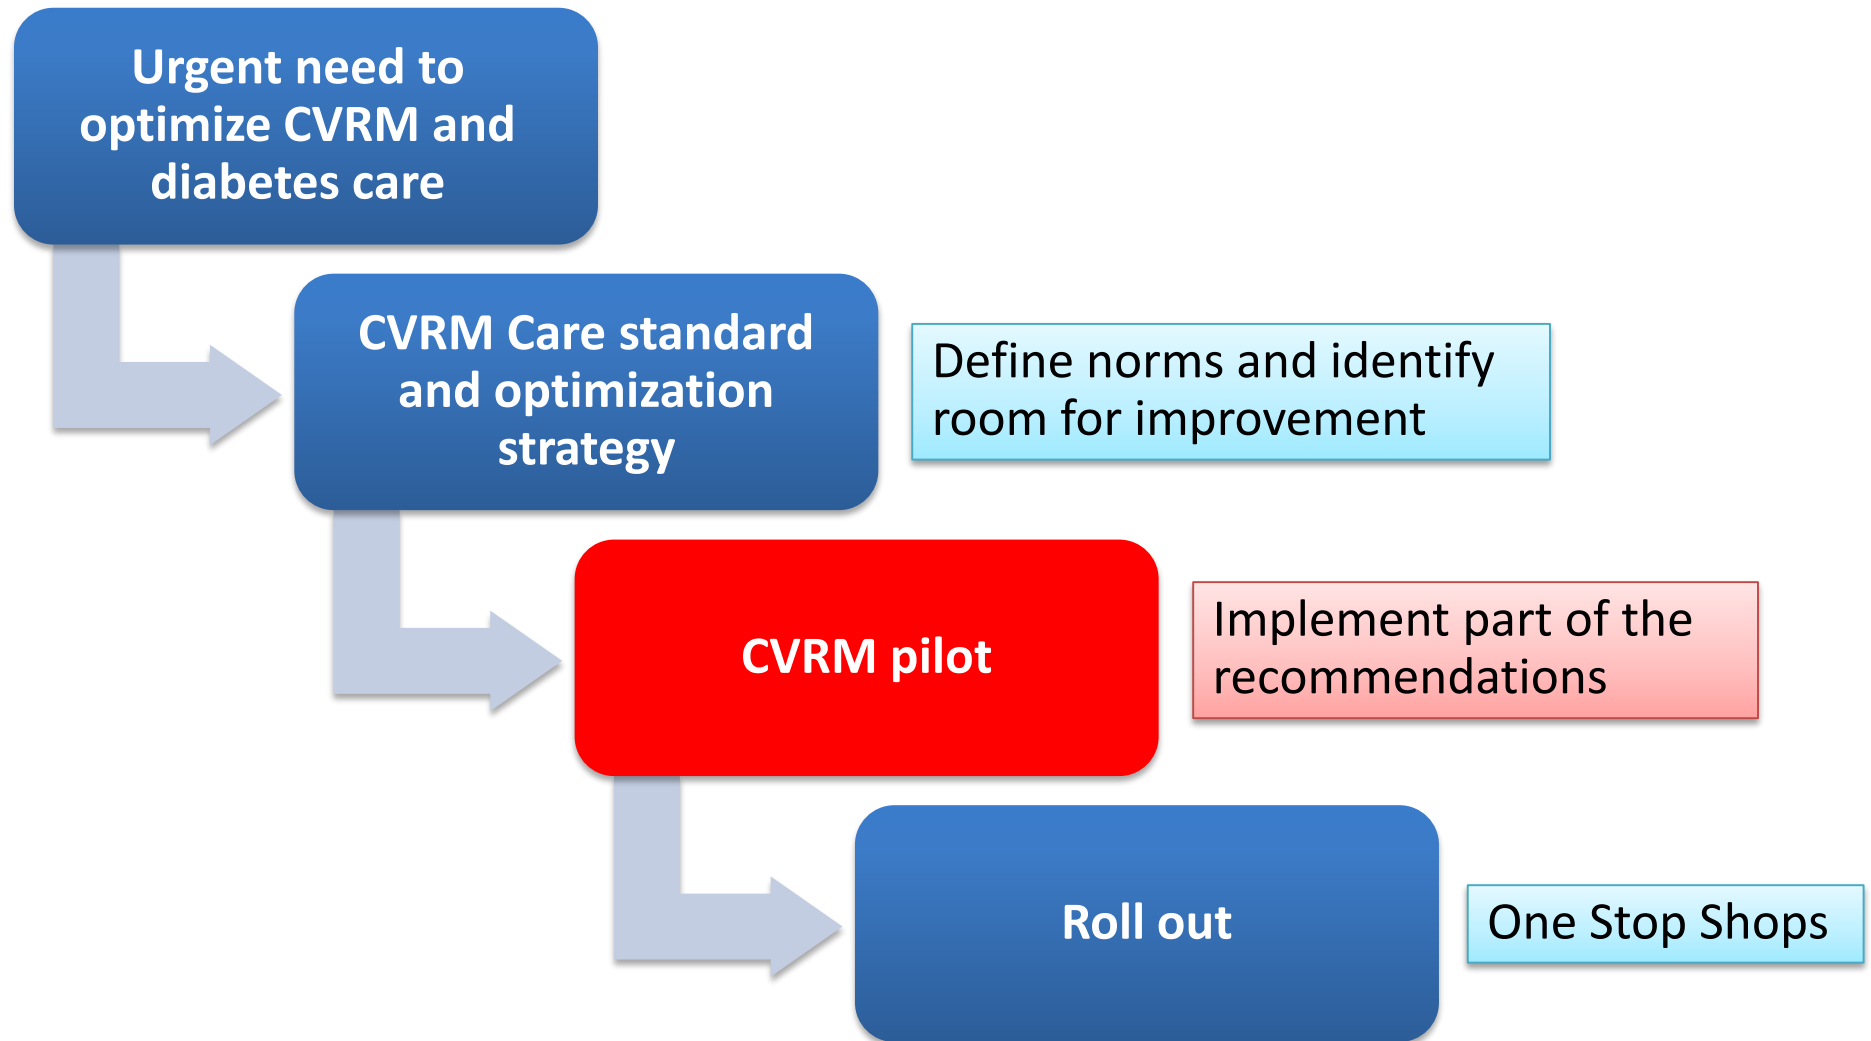 Urgent need to
optimize CVRM and
diabetes care
CVRM Care standard
and optimization
strategy
Define norms and identify
room for improvement
CVRM pilot
Implement part of the
recommendations
Roll out
One Stop Shops